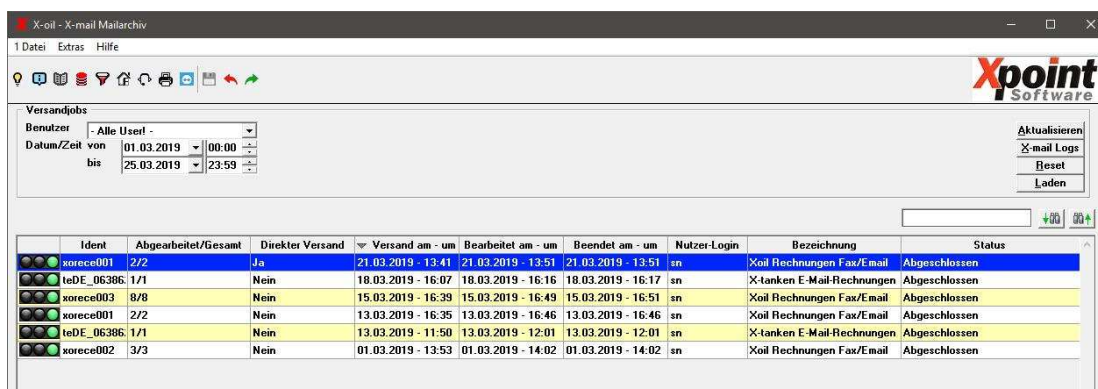 X-oil - X-mail Mailarchiv
1 Datei Extras Hilfe
Xpoint
Software
Versandjobs
Benutzer - Alle User! -
Datum/Zeit von 01.03.2019 00:00
bis 25.03.2019 23:59
Aktualisieren
X-mail Logs
Reset
Laden
Ident Abgearbeitet/Gesamt Direkter Versand Versand am - um Bearbeitet am - um Beendet am - um Nutzer-Login Bezeichnung Status
xorece001 2/2 Ja 21.03.2019 - 13:41 21.03.2019 - 13:51 21.03.2019 - 13:51 sn Xoil Rechnungen Fax/Email Abgeschlossen
teDE_06386: 1/1 Nein 18.03.2019 - 16:07 18.03.2019 - 16:16 18.03.2019 - 16:17 sn X-tanken E-Mail-Rechnungen Abgeschlossen
xorece003 8/8 Nein 15.03.2019 - 16:39 15.03.2019 - 16:49 15.03.2019 - 16:51 sn Xoil Rechnungen Fax/Email Abgeschlossen
xorece001 2/2 Nein 13.03.2019 - 16:35 13.03.2019 - 16:46 13.03.2019 - 16:46 sn Xoil Rechnungen Fax/Email Abgeschlossen
teDE_06386: 1/1 Nein 13.03.2019 - 11:50 13.03.2019 - 12:01 13.03.2019 - 12:01 sn X-tanken E-Mail-Rechnungen Abgeschlossen
xorece002 3/3 Nein 01.03.2019 - 13:53 01.03.2019 - 14:02 01.03.2019 - 14:02 sn Xoil Rechnungen Fax/Email Abgeschlossen